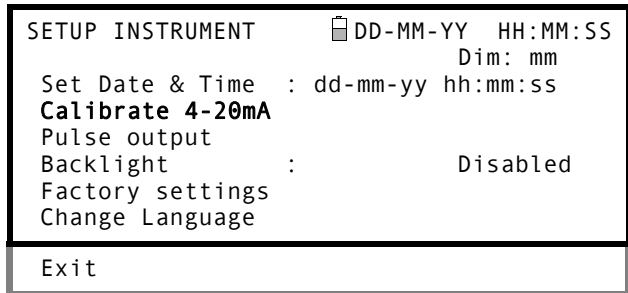 SETUP INSTRUMENT DD-MM-YY HH:MM:SS
Dim: mm
Set Date & Time : dd-mm-yy hh:mm:ss
Calibrate 4-20mA
Pulse output
Backlight : Disabled
Factory settings
Change Language
Exit